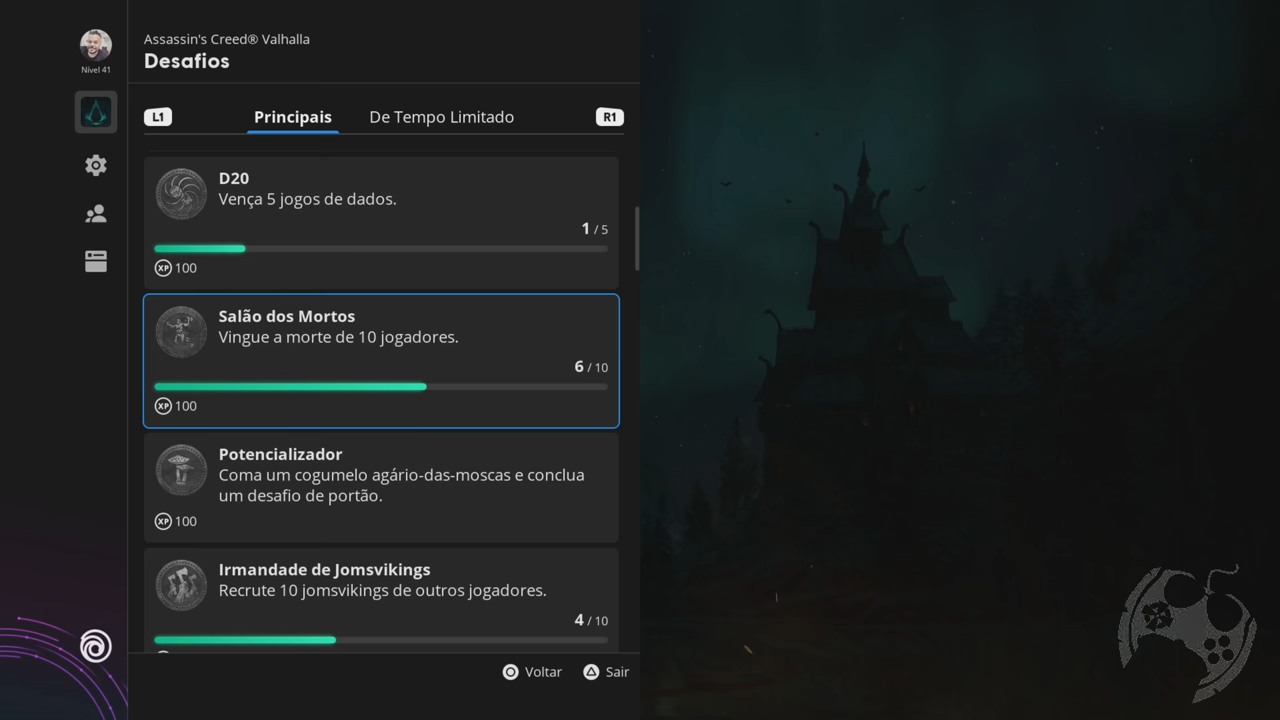 Assassin's Creed® Valhalla
Desafios
Nível 41
L1
Principais
De Tempo Limitado
R1
D20
Vença 5 jogos de dados.
1 / 5
XP 100
Salão dos Mortos
Vingue a morte de 10 jogadores.
6 / 10
XP 100
Potencializador
Coma um cogumelo agário-das-moscas e conclua
um desafio de portão.
XP 100
Irmandade de Jomsvikings
Recrute 10 jomsvikings de outros jogadores.
4 / 10
Voltar
Sair